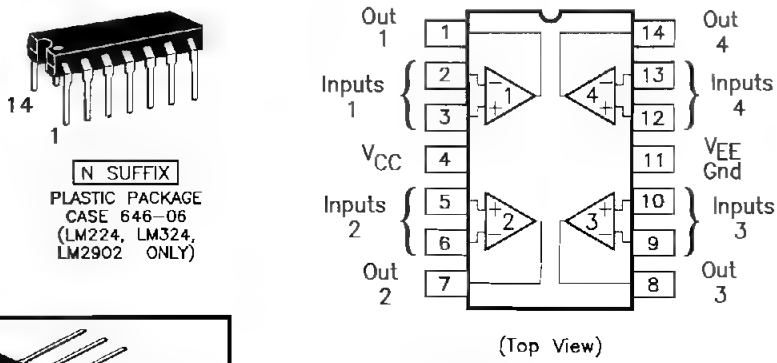 14
1
N SUFFIX
PLASTIC PACKAGE
CASE 646-06
(LM224, LM324,
LM2902 ONLY)
Out
1
Inputs
1
VCC
Inputs
2
Out
2
1
2
3
4
5
6
7
- 1
+
+ 2
-
14
13
12
11
10
9
8
4 -
+
3 +
-
Out
4
Inputs
4
VEE
Gnd
Inputs
3
Out
3
(Top View)